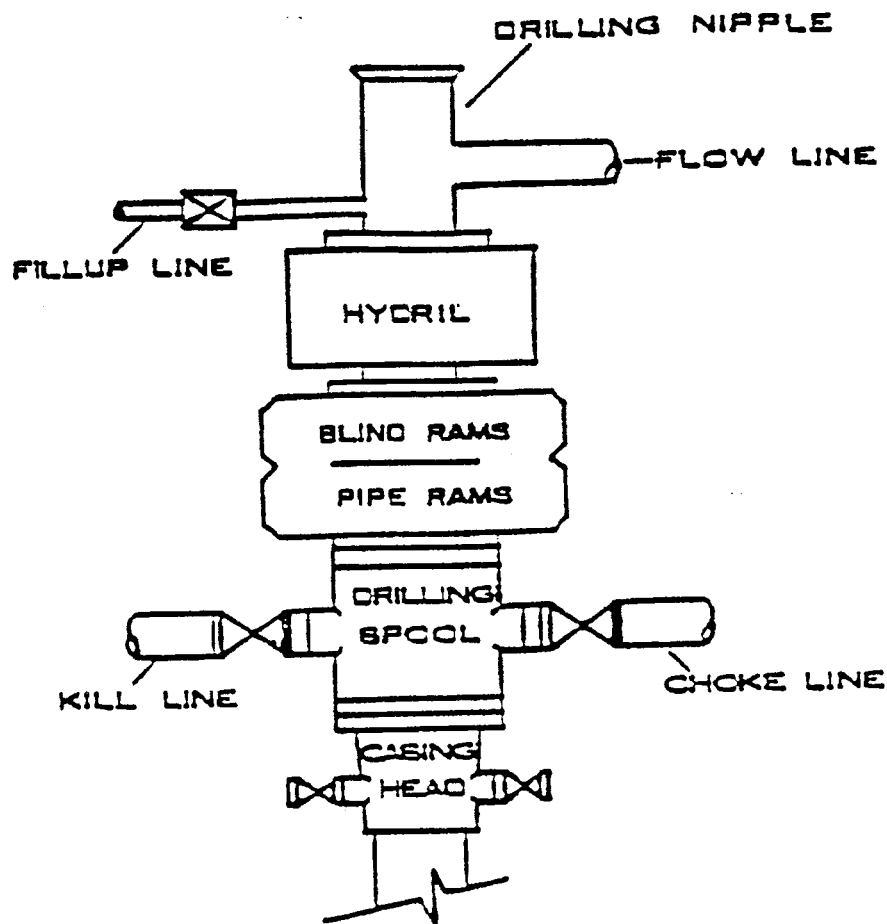 DRILLING NIPPLE
FLOW LINE
FILLUP LINE
HYDRIL
BLIND RAMS
PIPE RAMS
DRILLING
SPOOL
KILL LINE
CHOKE LINE
CASING
HEAD